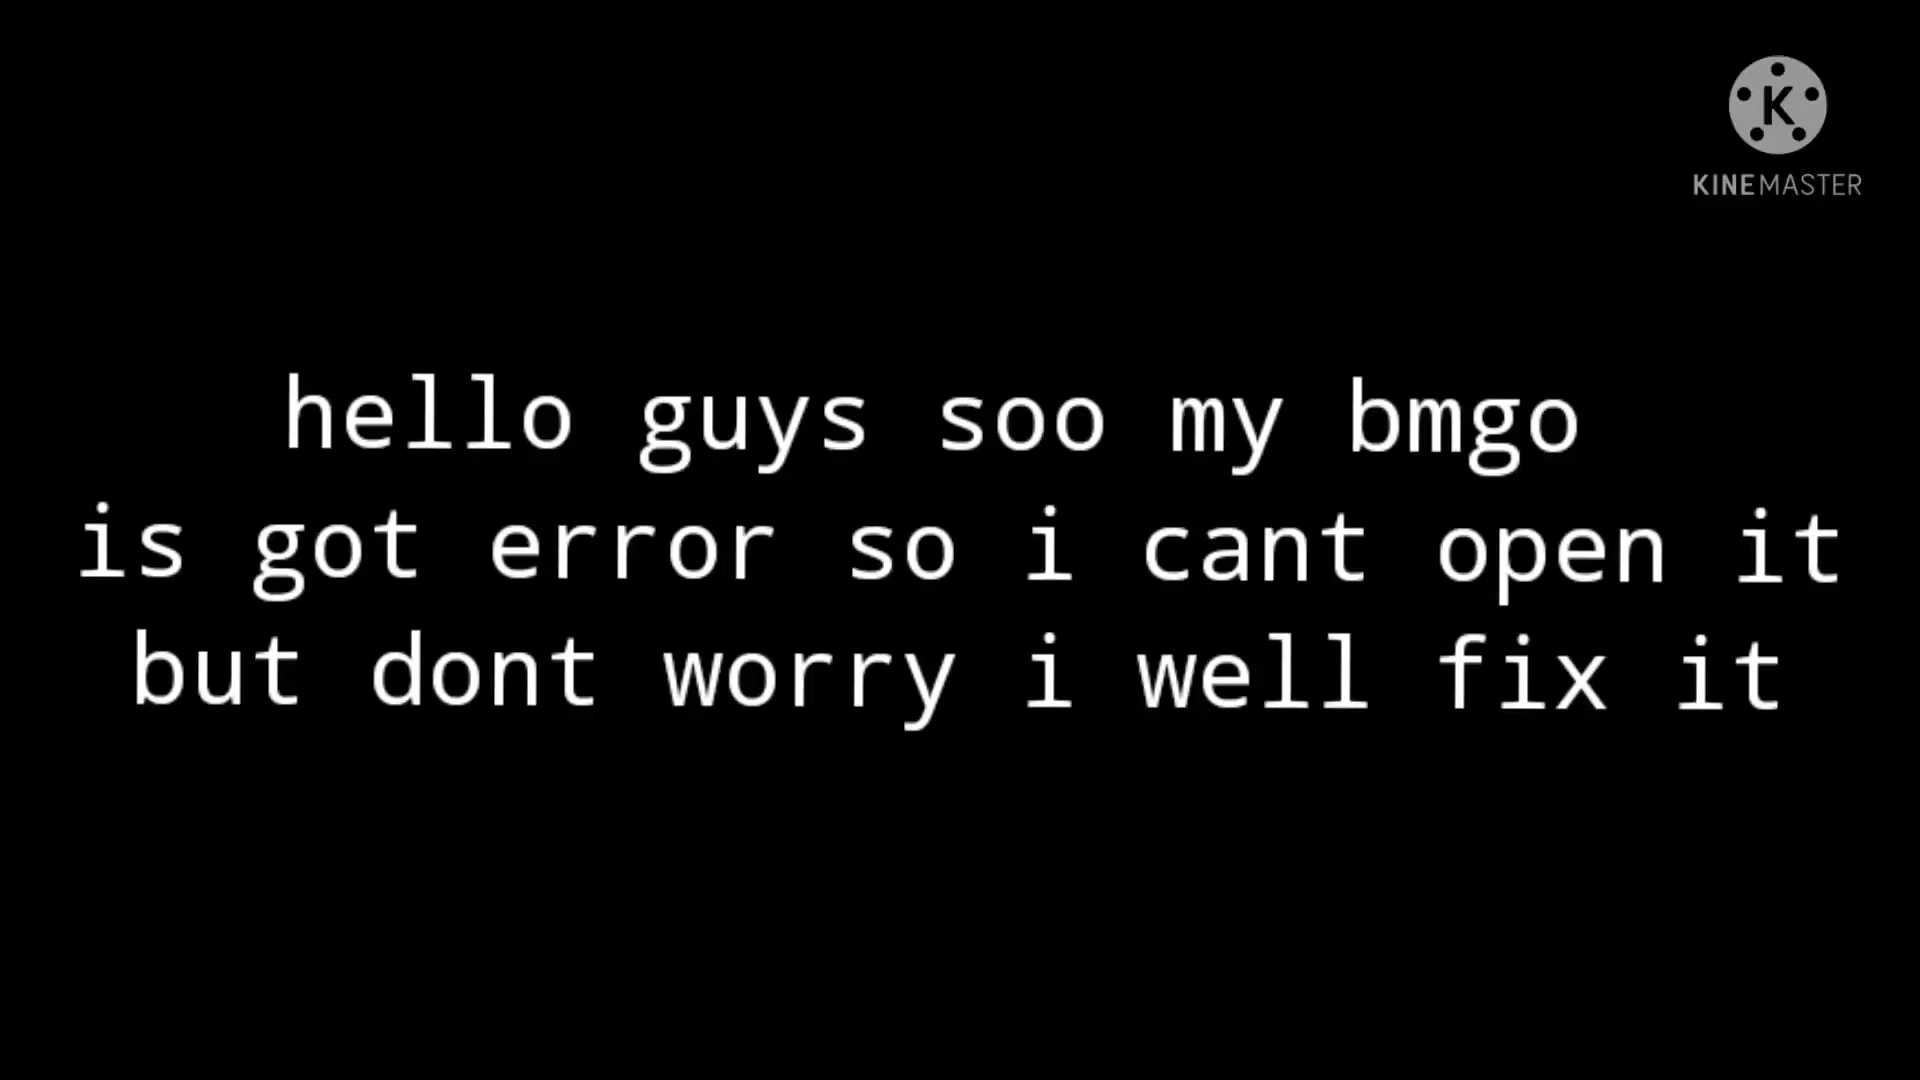 K
KINEMASTER
hello guys soo my bmgo
is got error so i cant open it
but dont worry i well fix it